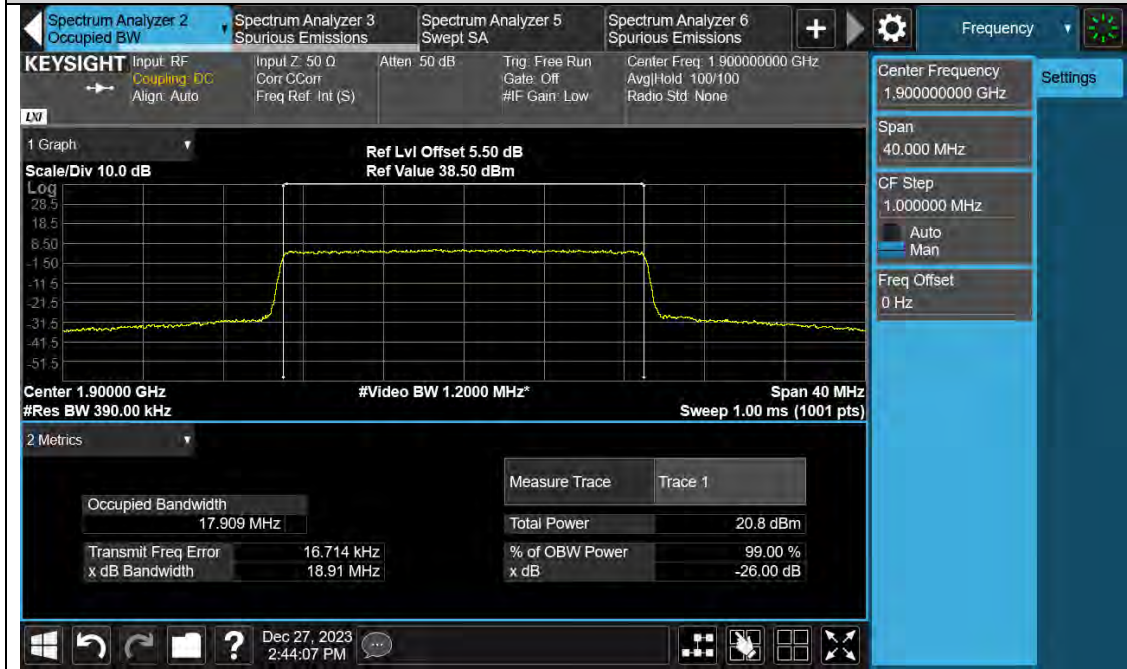 Spectrum Analyzer 2
Occupied BW
Spectrum Analyzer 3
Spurious Emissions
Spectrum Analyzer 5
Swept SA
Spectrum Analyzer 6
Spurious Emissions
+
Frequency
KEYSIGHT
Input: RF
Coupling: DC
Align: Auto
Input Z: 50 Ω
Corr CCorr
Freq Ref: Int (S)
Atten: 50 dB
Trig: Free Run
Gate: Off
#IF Gain: Low
Center Freq: 1.900000000 GHz
Avg|Hold: 100/100
Radio Std: None
LXI
Center Frequency
1.900000000 GHz
Settings
Span
40.000 MHz
CF Step
1.000000 MHz
Auto
Man
Freq Offset
0 Hz
1 Graph
Scale/Div 10.0 dB
Ref Lvl Offset 5.50 dB
Ref Value 38.50 dBm
Log
28.5
18.5
8.50
-1.50
-11.5
-21.5
-31.5
-41.5
-51.5
Center 1.90000 GHz
#Video BW 1.2000 MHz*
Span 40 MHz
#Res BW 390.00 kHz
Sweep 1.00 ms (1001 pts)
2 Metrics
Measure Trace
Trace 1
Occupied Bandwidth
17.909 MHz
Total Power
20.8 dBm
Transmit Freq Error
16.714 kHz
% of OBW Power
99.00 %
x dB Bandwidth
18.91 MHz
x dB
-26.00 dB
?
Dec 27, 2023
2:44:07 PM